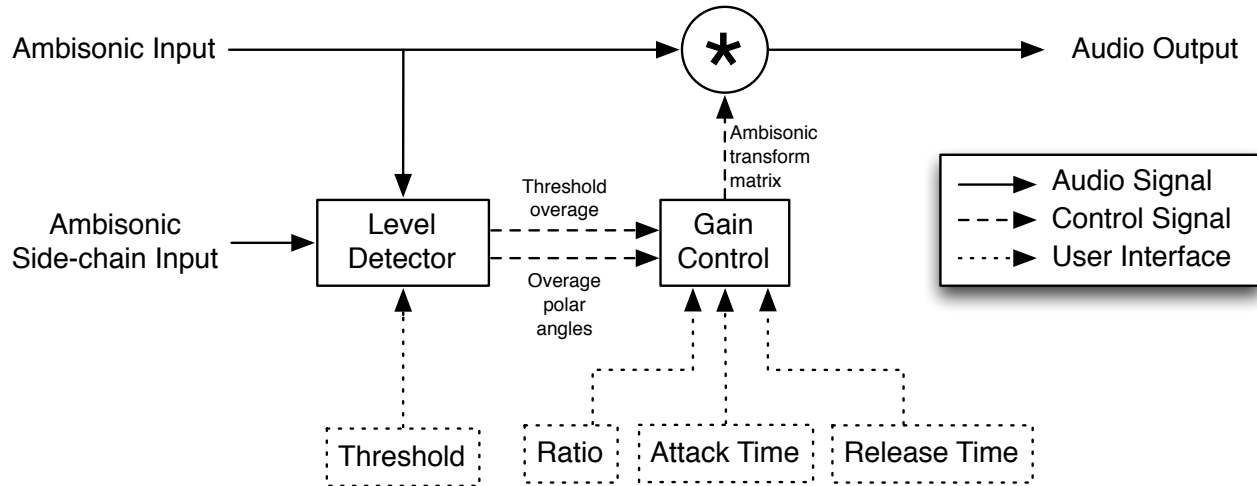 Ambisonic Input
*
Audio Output
Ambisonic
transform
matrix
Audio Signal
Control Signal
User Interface
Ambisonic
Side-chain Input
Level
Detector
Threshold
overage
Overage
polar
angles
Gain
Control
Threshold
Ratio
Attack Time
Release Time